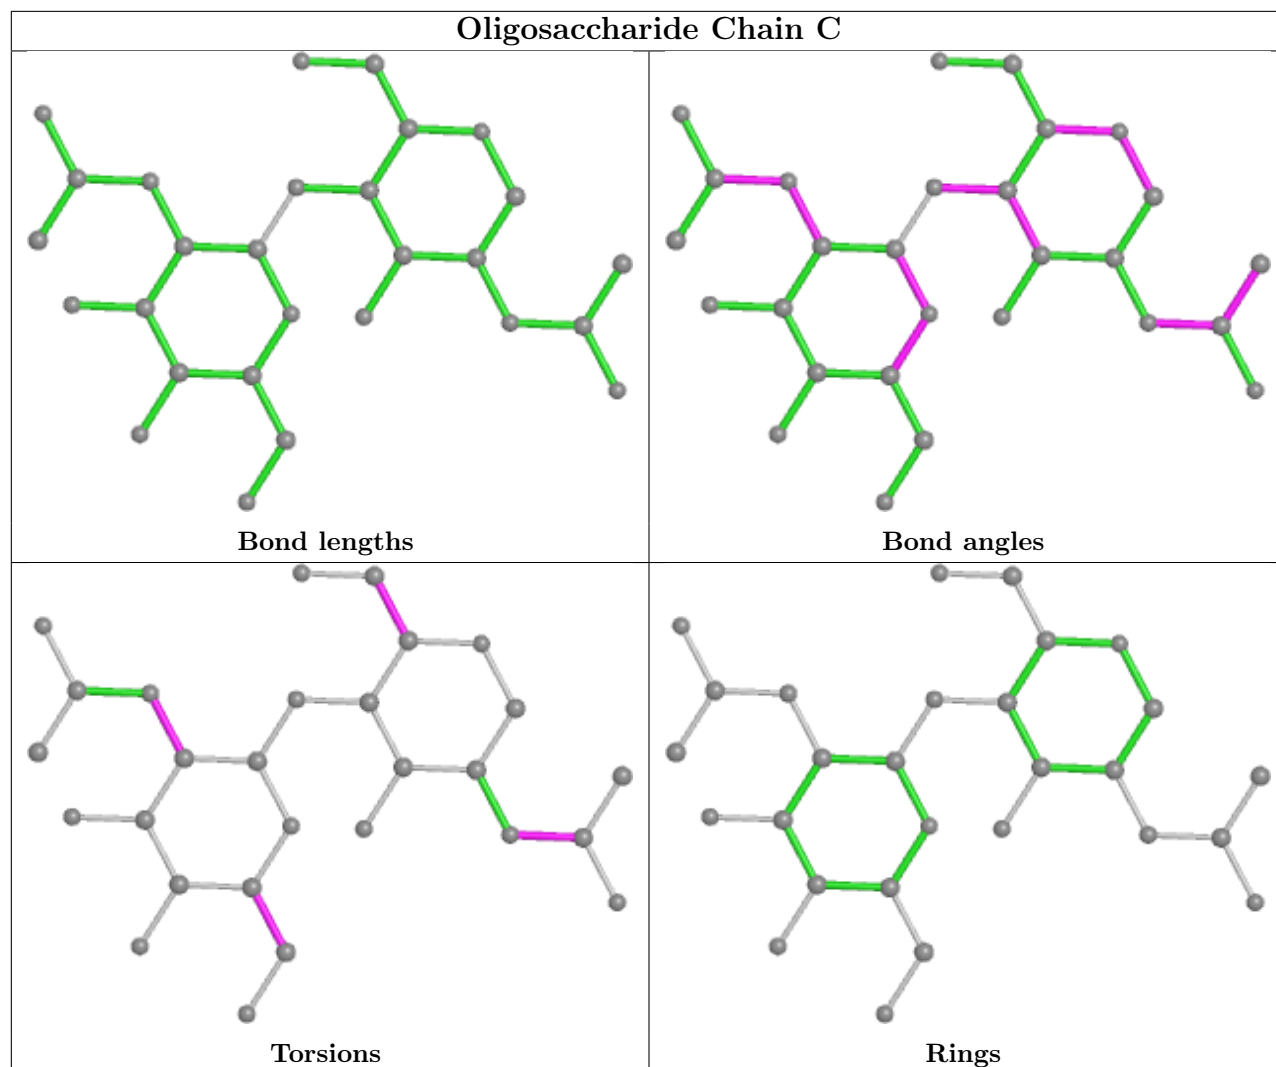 Oligosaccharide Chain C
Bond lengths
Bond angles
Torsions
Rings